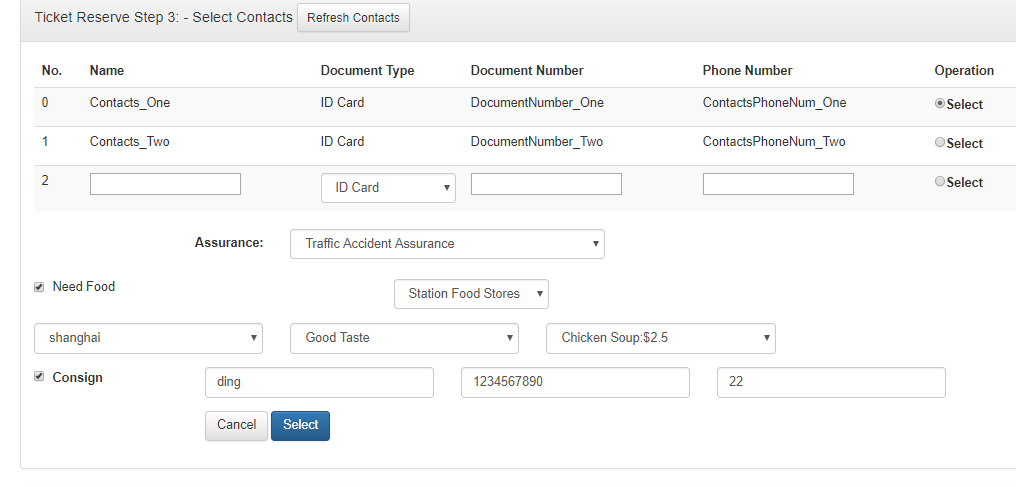 Ticket Reserve Step 3: - Select Contacts Refresh Contacts
No. Name Document Type Document Number Phone Number Operation
0 Contacts_One ID Card DocumentNumber_One ContactsPhoneNum_One Select
1 Contacts_Two ID Card DocumentNumber_Two ContactsPhoneNum_Two Select
2 ID Card Select
Assurance: Traffic Accident Assurance
Need Food Station Food Stores
shanghai Good Taste Chicken Soup:$2.5
Consign ding 1234567890 22
Cancel Select